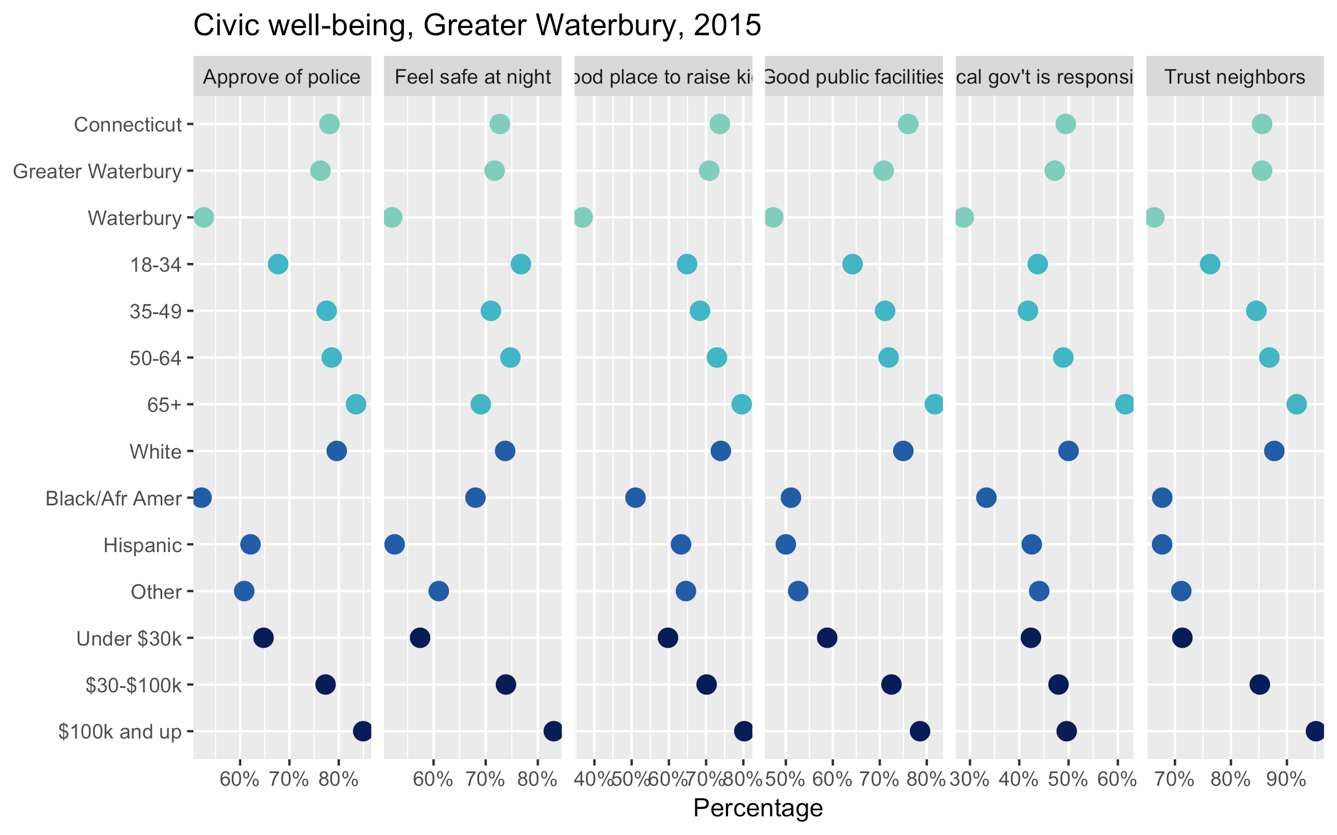 Civic well-being, Greater Waterbury, 2015
Approve of police
Feel safe at night
ood place to raise ki
Good public facilities
cal gov't is responsi
Trust neighbors
Connecticut
Greater Waterbury
Waterbury
18-34
35-49
50-64
65+
White
Black/Afr Amer
Hispanic
Other
Under $30k
$30-$100k
$100k and up
60% 70% 80%
60% 70% 80%
40% 50% 60% 70% 80%
50% 60% 70% 80%
30% 40% 50% 60%
70% 80% 90%
Percentage